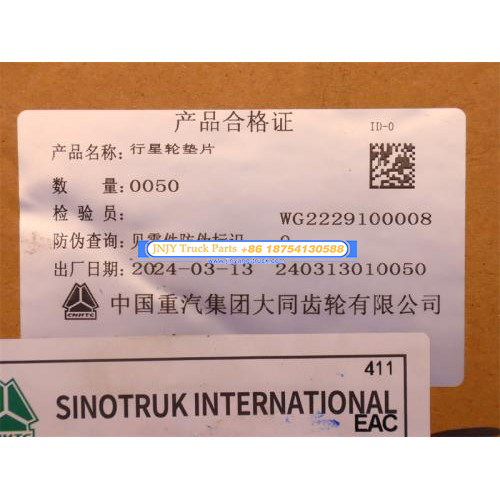 产品合格证
ID-0
产品名称：行星轮垫片
数 量：0050
检 验 员：
WG2229100008
防伪查询：见零件防伪标识
JNJY Truck Parts +86 18754130588
出厂日期：2024-03-13 240313010050
CNHTC
中国重汽集团大同齿轮有限公司
411
SINOTRUK INTERNATIONAL
EAC